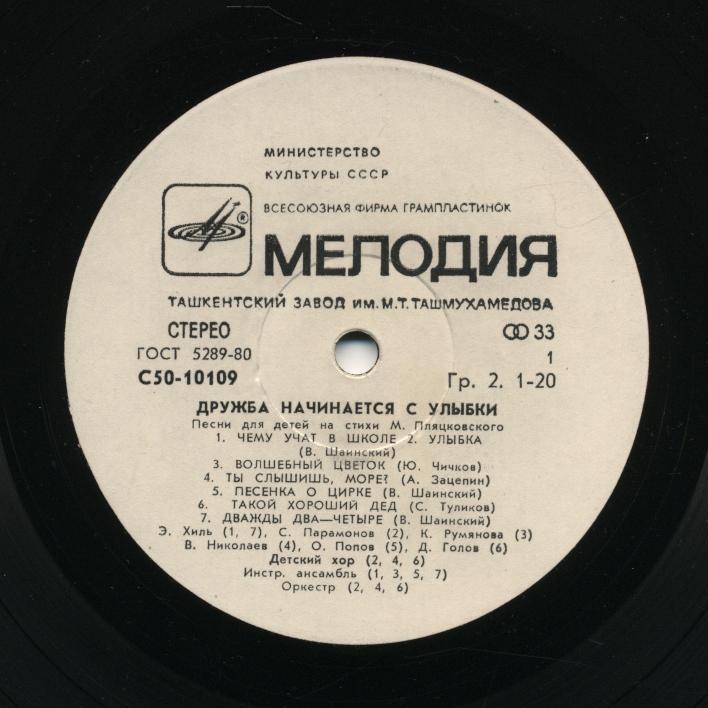 МИНИСТЕРСТВО
КУЛЬТУРЫ СССР
®
ВСЕСОЮЗНАЯ ФИРМА ГРАМПЛАСТИНОК
МЕЛОДИЯ
ТАШКЕНТСКИЙ ЗАВОД ИМ. М.Т. ТАШМУХАМЕДОВА
СТЕРЕО 33
ГОСТ 5289-80 1
С50-10109 Гр. 2. 1-20
ДРУЖБА НАЧИНАЕТСЯ С УЛЫБКИ
Песни для детей на стихи М. Пляцковского
1. ЧЕМУ УЧАТ В ШКОЛЕ 2. УЛЫБКА
(В. Шаинский)
3. ВОЛШЕБНЫЙ ЦВЕТОК (Ю. Чичков)
4. ТЫ СЛЫШИШЬ, МОРЕ? (А. Зацепин)
5. ПЕСЕНКА О ЦИРКЕ (В. Шаинский)
6. ТАКОЙ ХОРОШИЙ ДЕД (С. Туликов)
7. ДВАЖДЫ ДВА—ЧЕТЫРЕ (В. Шаинский)
Э. Хиль (1, 7), С. Парамонов (2), К. Румянова (3)
В. Николаев (4), О. Попов (5), Д. Голов (6)
Детский хор (2, 4, 6)
Инстр. ансамбль (1, 3, 5, 7)
Оркестр (2, 4, 6)